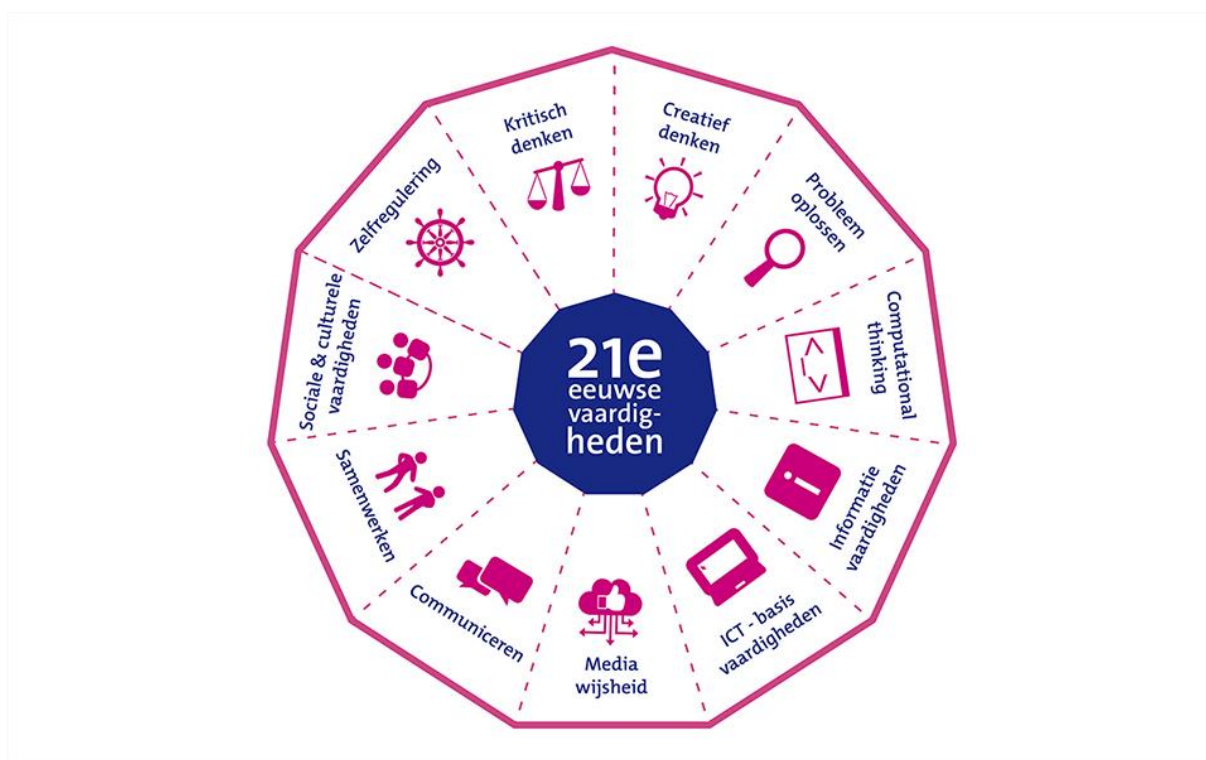 Kritisch
denken
Creatief
denken
Probleem
oplossen
Computational
thinking
Informatie
vaardigheden
ICT - basis
vaardigheden
Media
wijsheid
Communiceren
Samenwerken
Sociale & culturele
vaardigheden
Zelfregulering
21e
eeuwse
vaardig-
heden